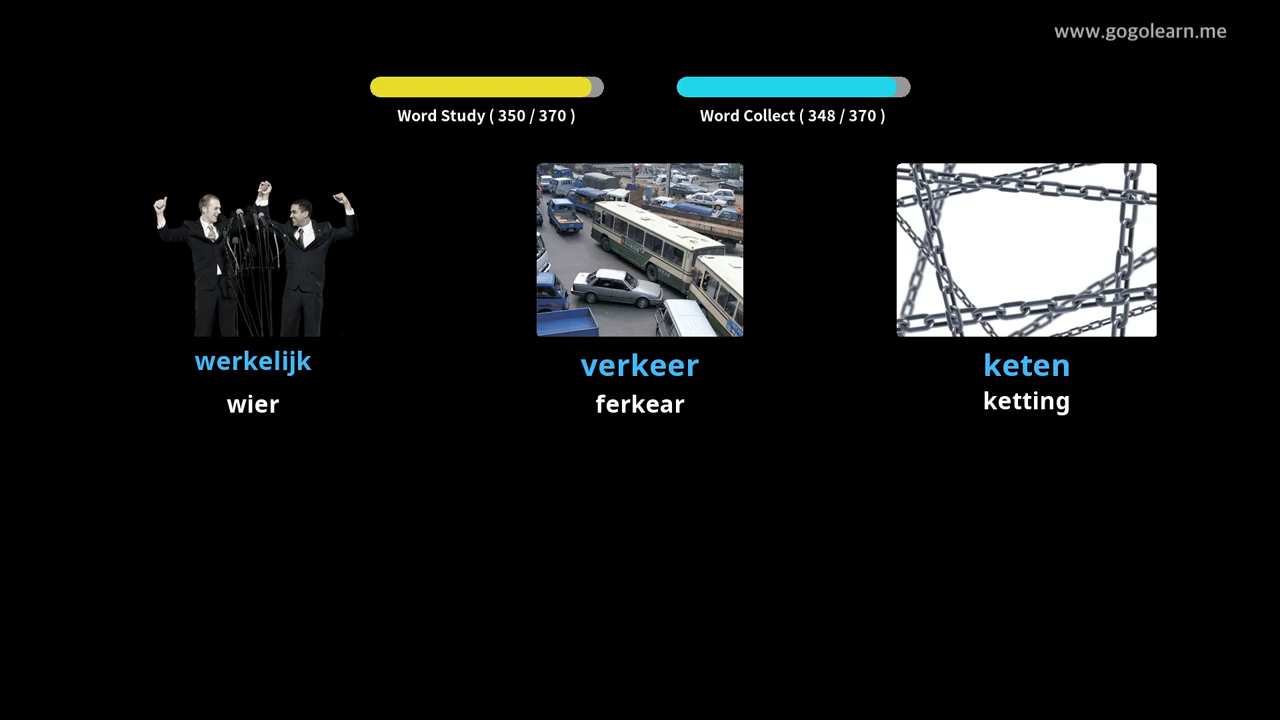 www.gogolearn.me
Word Study ( 350 / 370 )
Word Collect ( 348 / 370 )
werkelijk
verkeer
keten
wier
ferkear
ketting